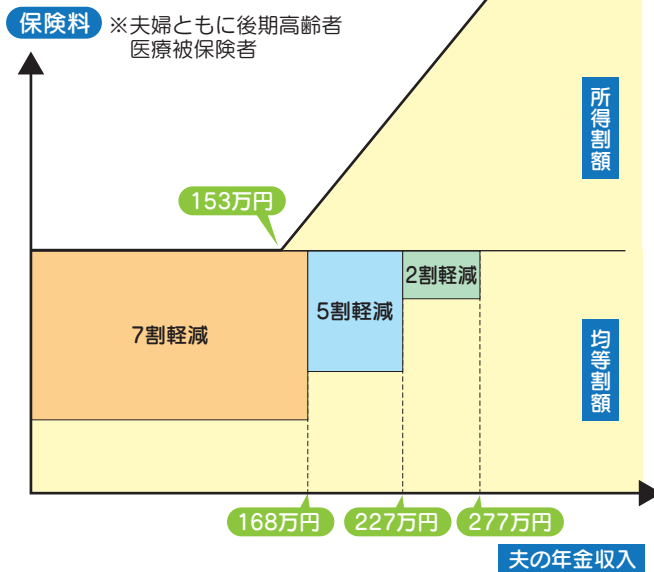 保険料
※夫婦ともに後期高齢者
医療被保険者
所得割額
153万円
7割軽減
5割軽減
2割軽減
均等割額
168万円
227万円
277万円
夫の年金収入